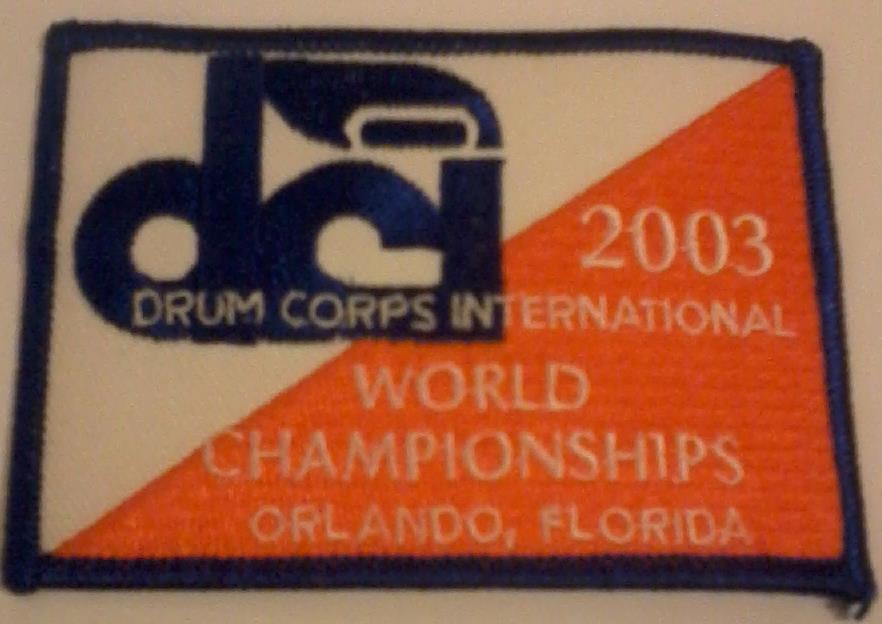 dci
2003
DRUM CORPS INTERNATIONAL
WORLD
CHAMPIONSHIPS
ORLANDO, FLORIDA